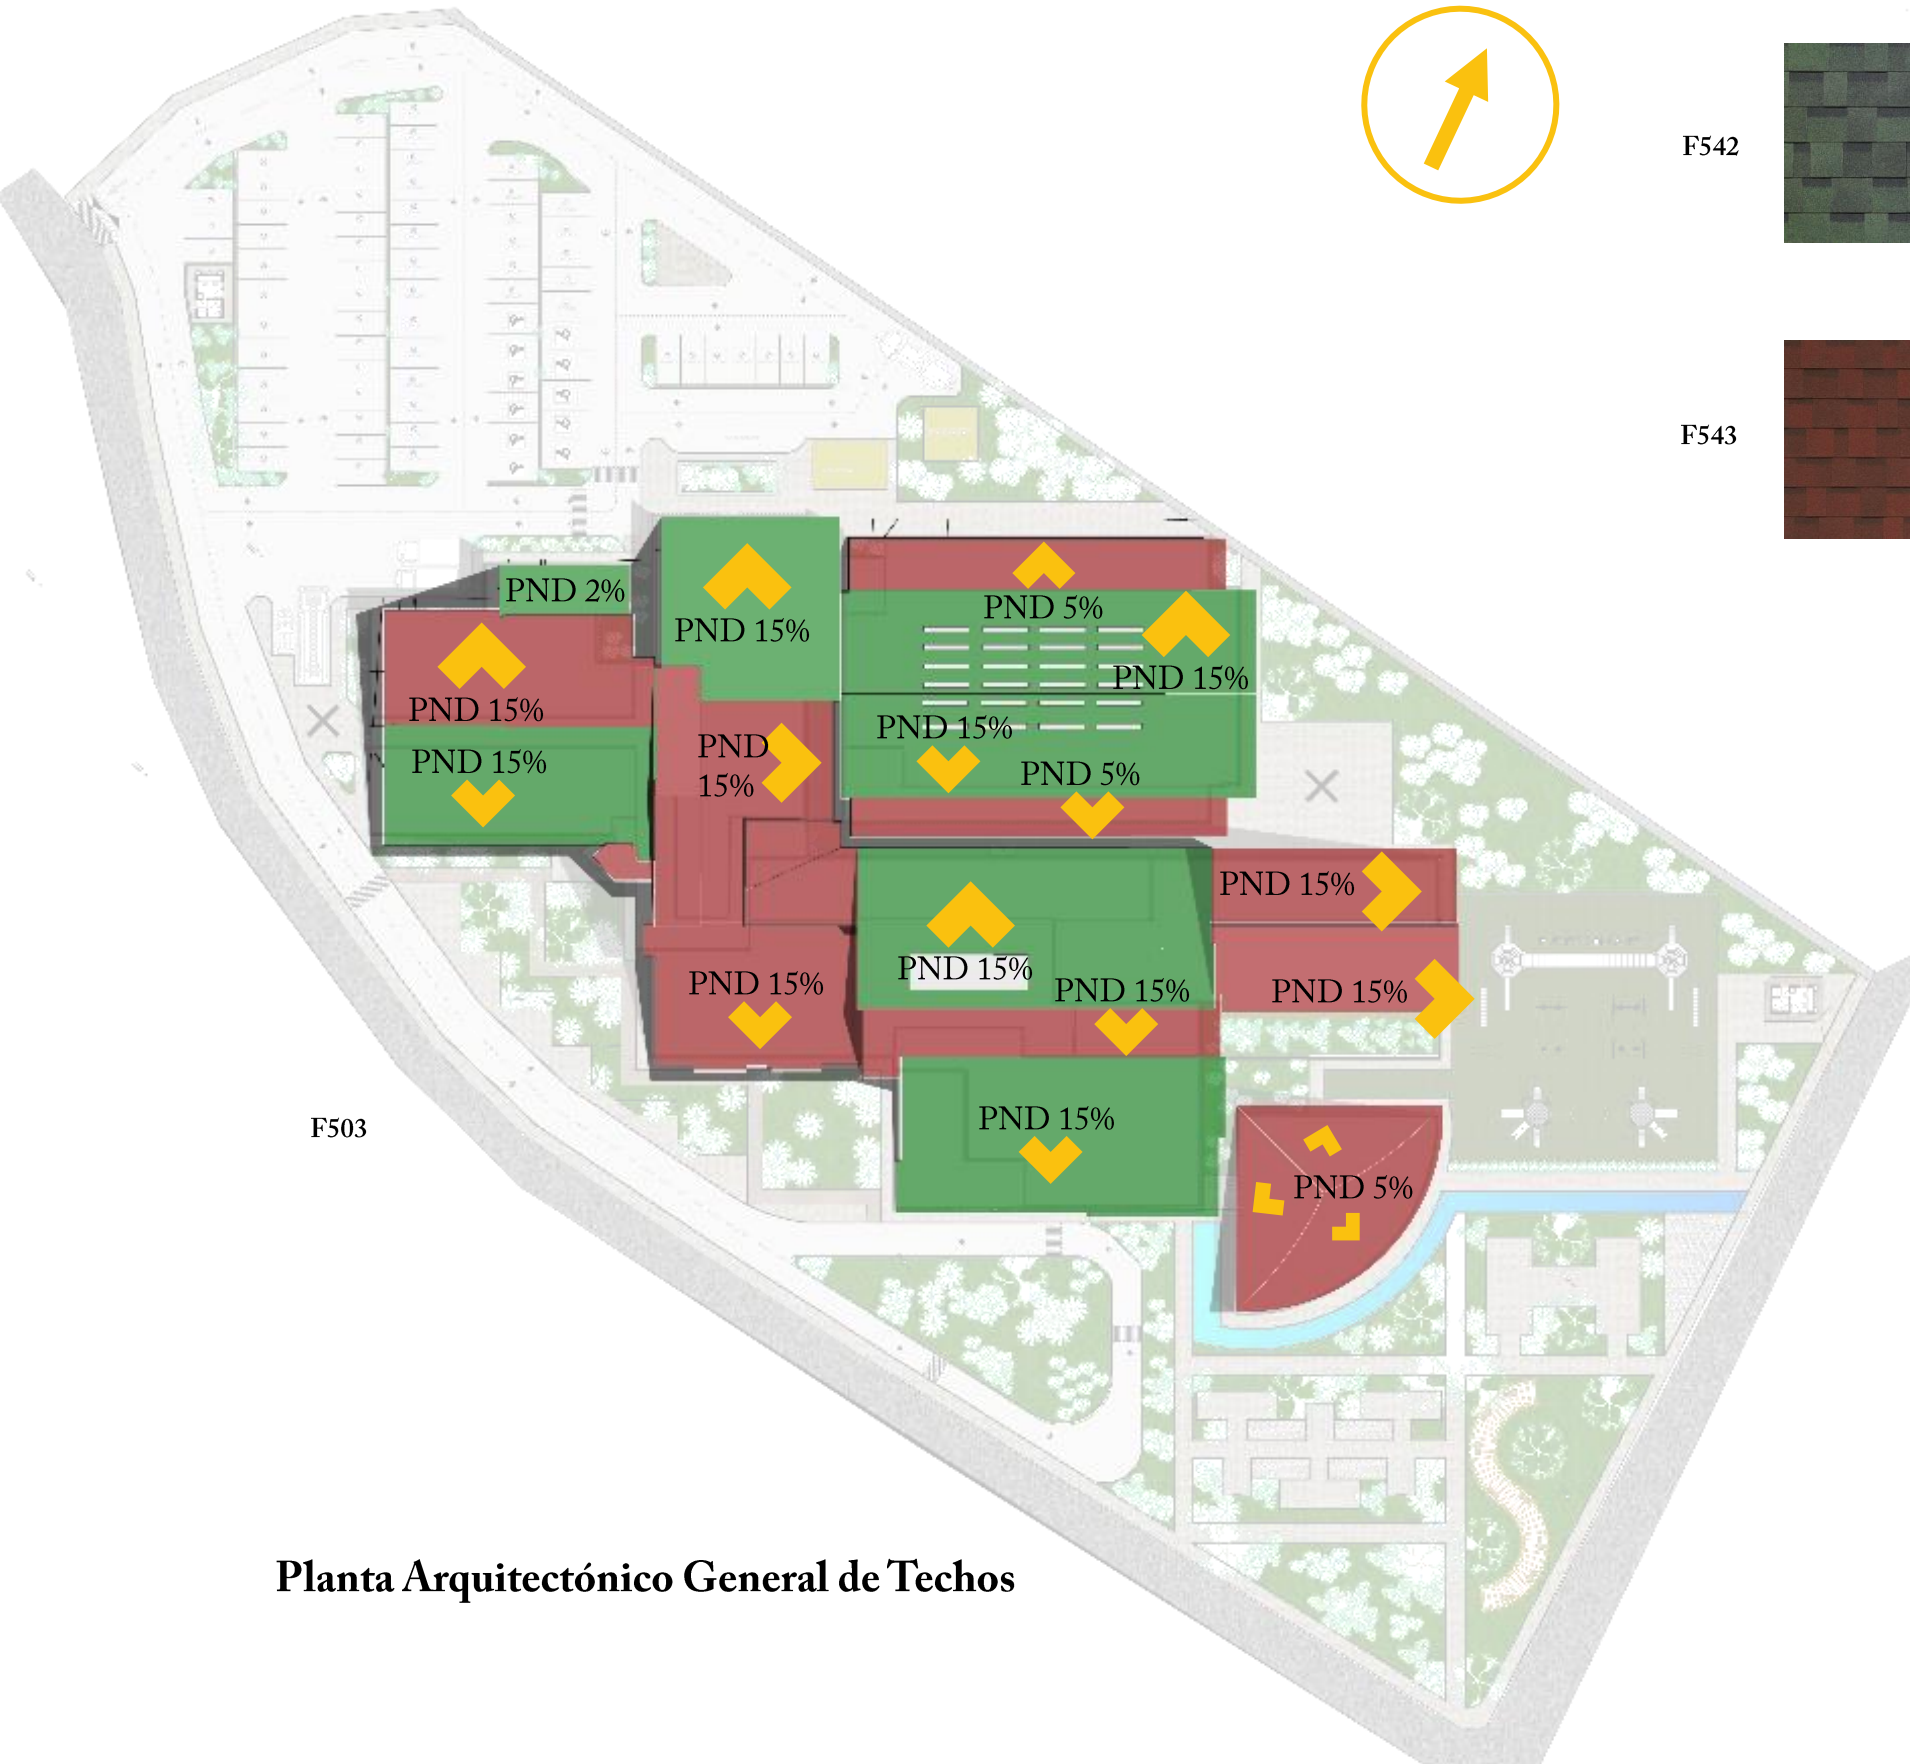 F542
F543
PND 2%
PND 15%
PND 5%
PND 15%
PND 15%
PND 15%
PND
15%
PND 15%
PND 5%
PND 15%
PND 15%
PND 15%
PND 15%
PND 15%
PND 15%
PND 5%
F503
Planta Arquitectónico General de Techos